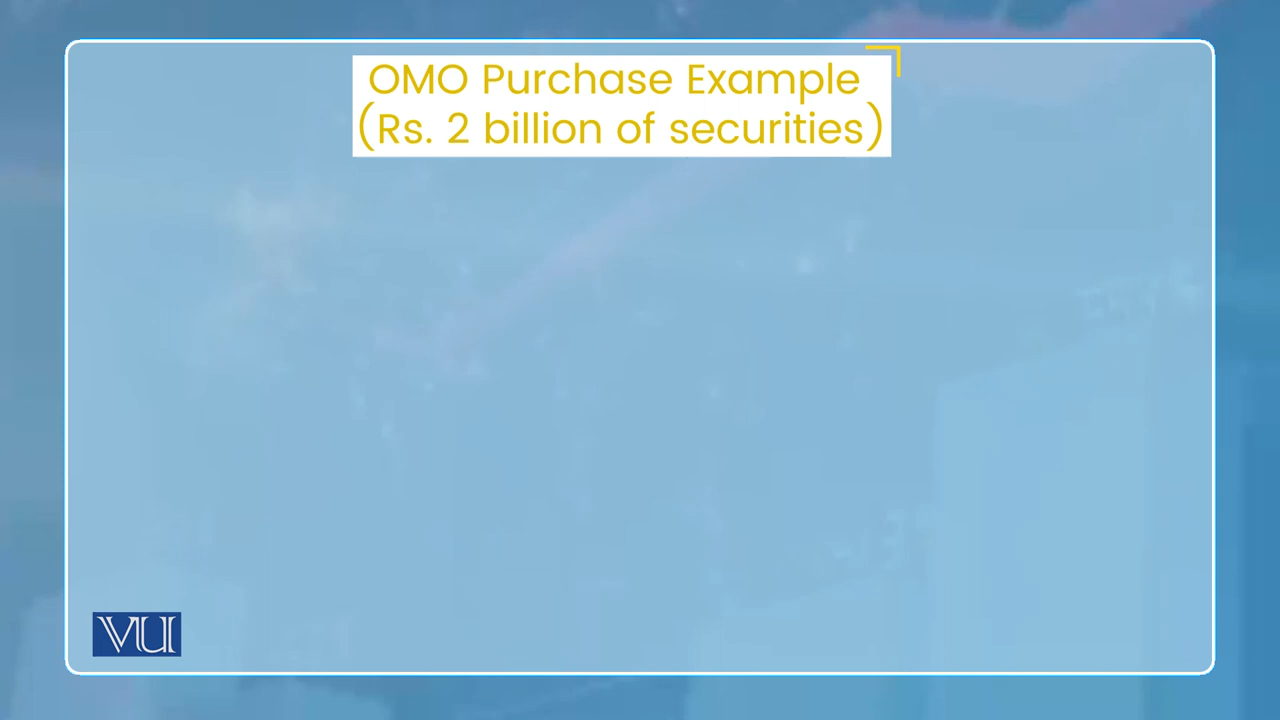 OMO Purchase Example
(Rs. 2 billion of securities)
VU